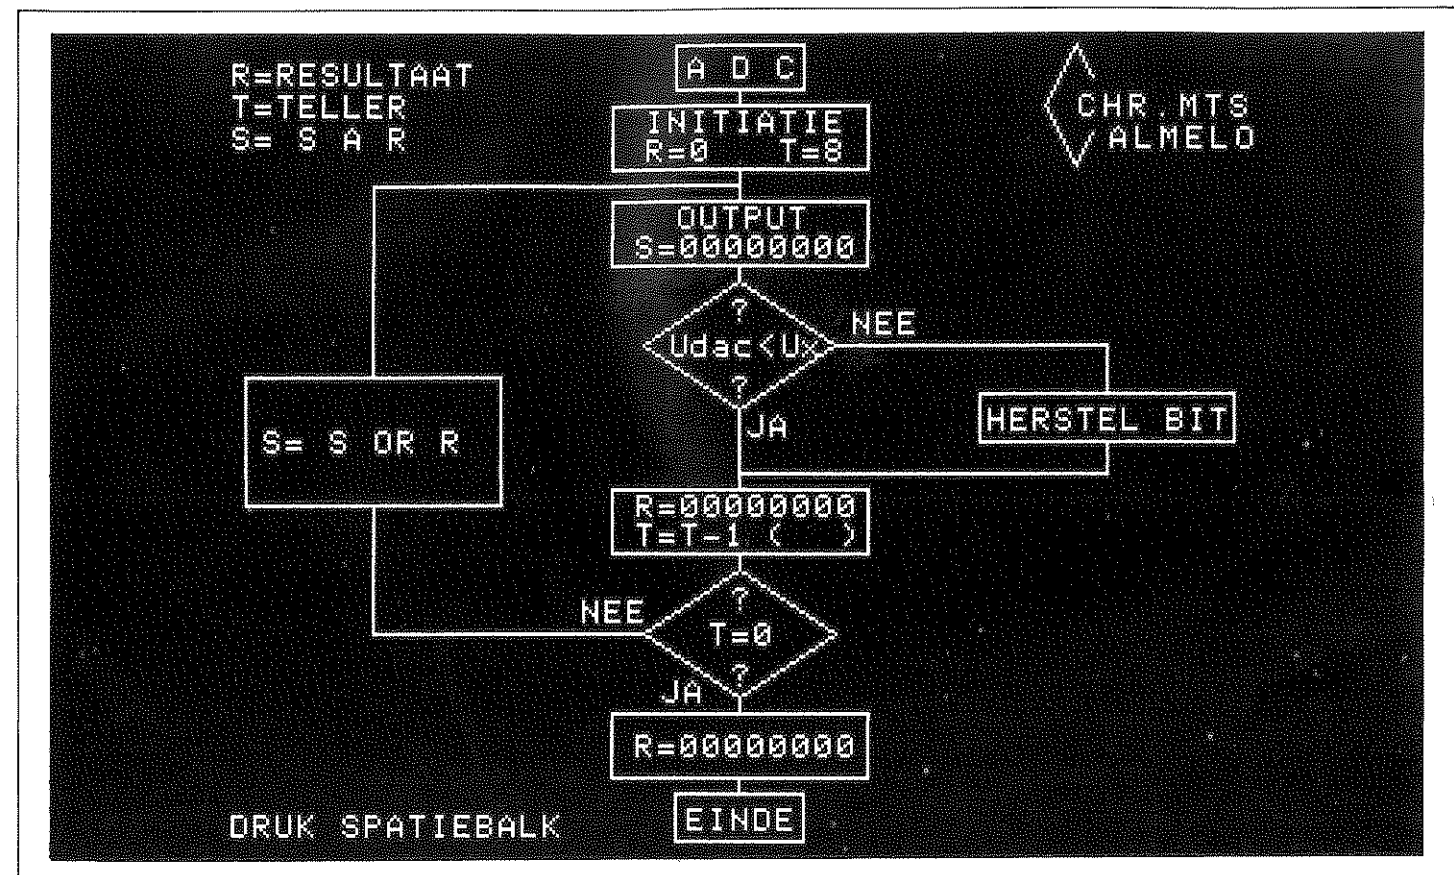 R=RESULTAAT
T=TELLER
S= S A R
A D C
INITIATIE
R=0 T=8
CHR.MTS
ALMELO
OUTPUT
S=00000000
?
Udac<Ux
?
NEE
JA
HERSTEL BIT
S= S OR R
R=00000000
T=T-1 ( )
?
T=0
?
NEE
JA
R=00000000
EINDE
DRUK SPATIEBALK